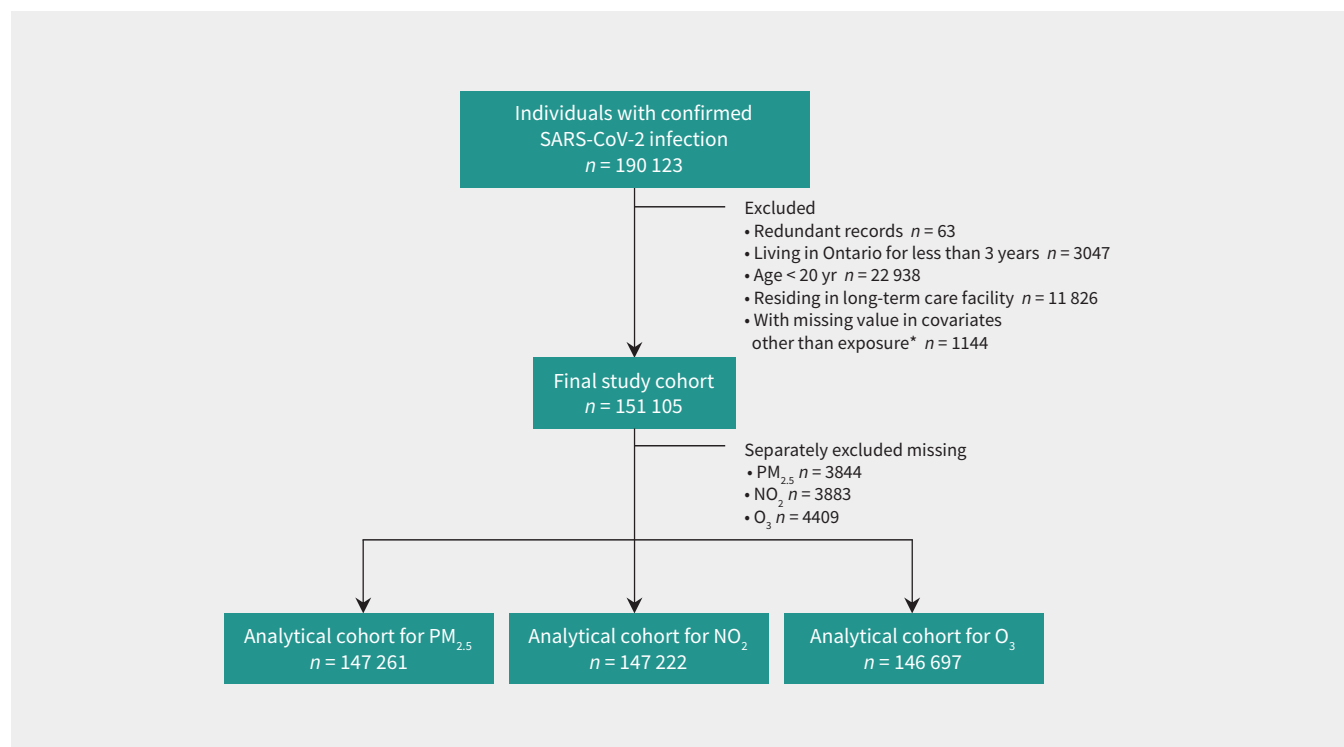 Individuals with confirmed
SARS-CoV-2 infection
n = 190 123
Excluded
• Redundant records n = 63
• Living in Ontario for less than 3 years n = 3047
• Age < 20 yr n = 22 938
• Residing in long-term care facility n = 11 826
• With missing value in covariates
other than exposure* n = 1144
Final study cohort
n = 151 105
Separately excluded missing
• PM2.5 n = 3844
• NO2 n = 3883
• O3 n = 4409
Analytical cohort for PM2.5
n = 147 261
Analytical cohort for NO2
n = 147 222
Analytical cohort for O3
n = 146 697